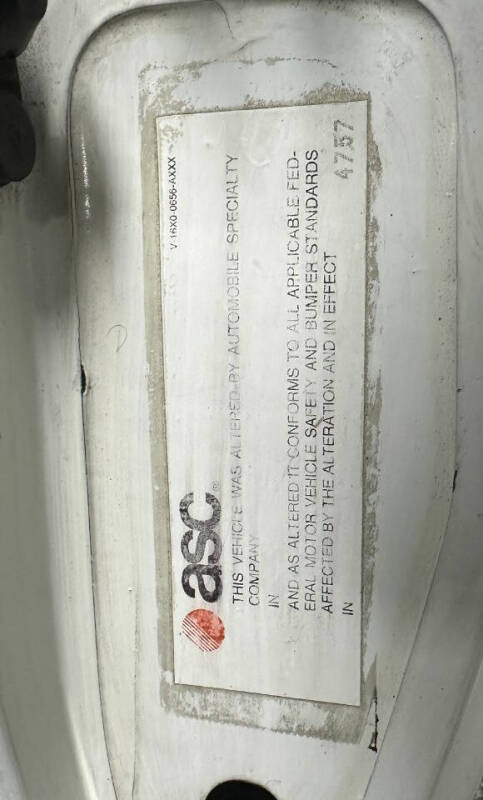 V 16X0-0656-AXXX
asc®
THIS VEHICLE WAS ALTERED BY AUTOMOBILE SPECIALTY
COMPANY
IN
AND AS ALTERED IT CONFORMS TO ALL APPLICABLE FED-
ERAL MOTOR VEHICLE SAFETY AND BUMPER STANDARDS
AFFECTED BY THE ALTERATION AND IN EFFECT
IN
4757